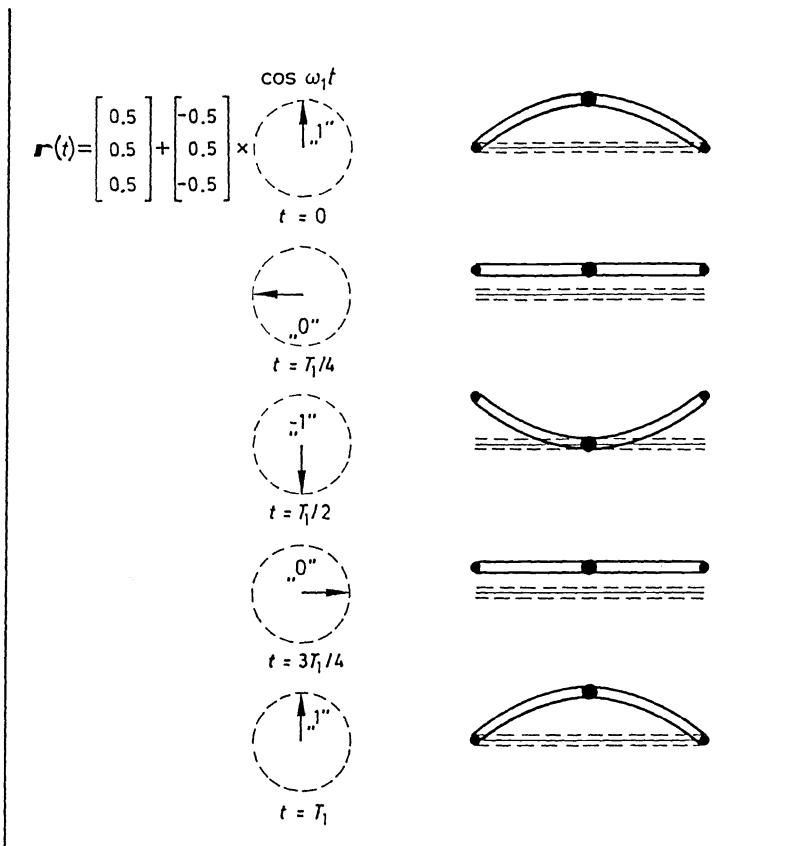 cos ω₁t
0.5 -0.5
„1"
r(t)= 0.5 + 0.5 ×
0.5 -0.5
t = 0
„0"
t = T₁/4
„-1"
t = T₁/2
„0"
t = 3T₁/4
„1"
t = T₁